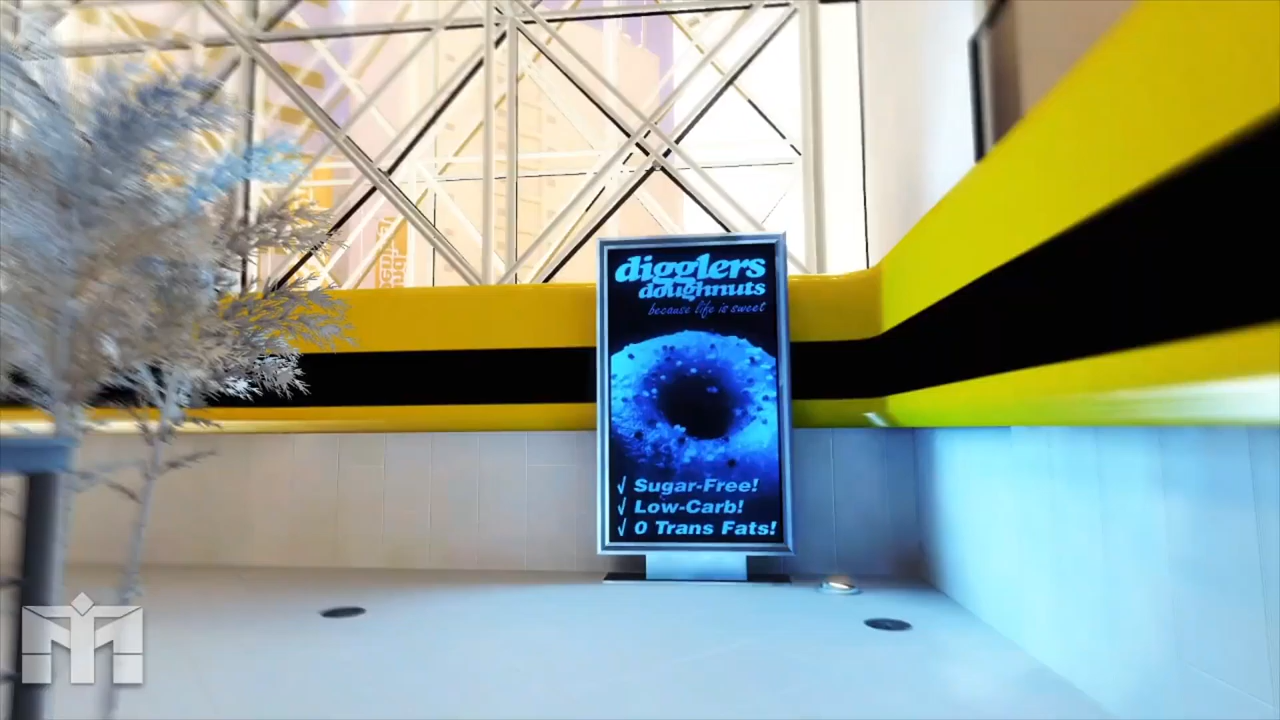 digglers
doughnuts
because life is sweet
√ Sugar-Free!
√ Low-Carb!
√ 0 Trans Fats!